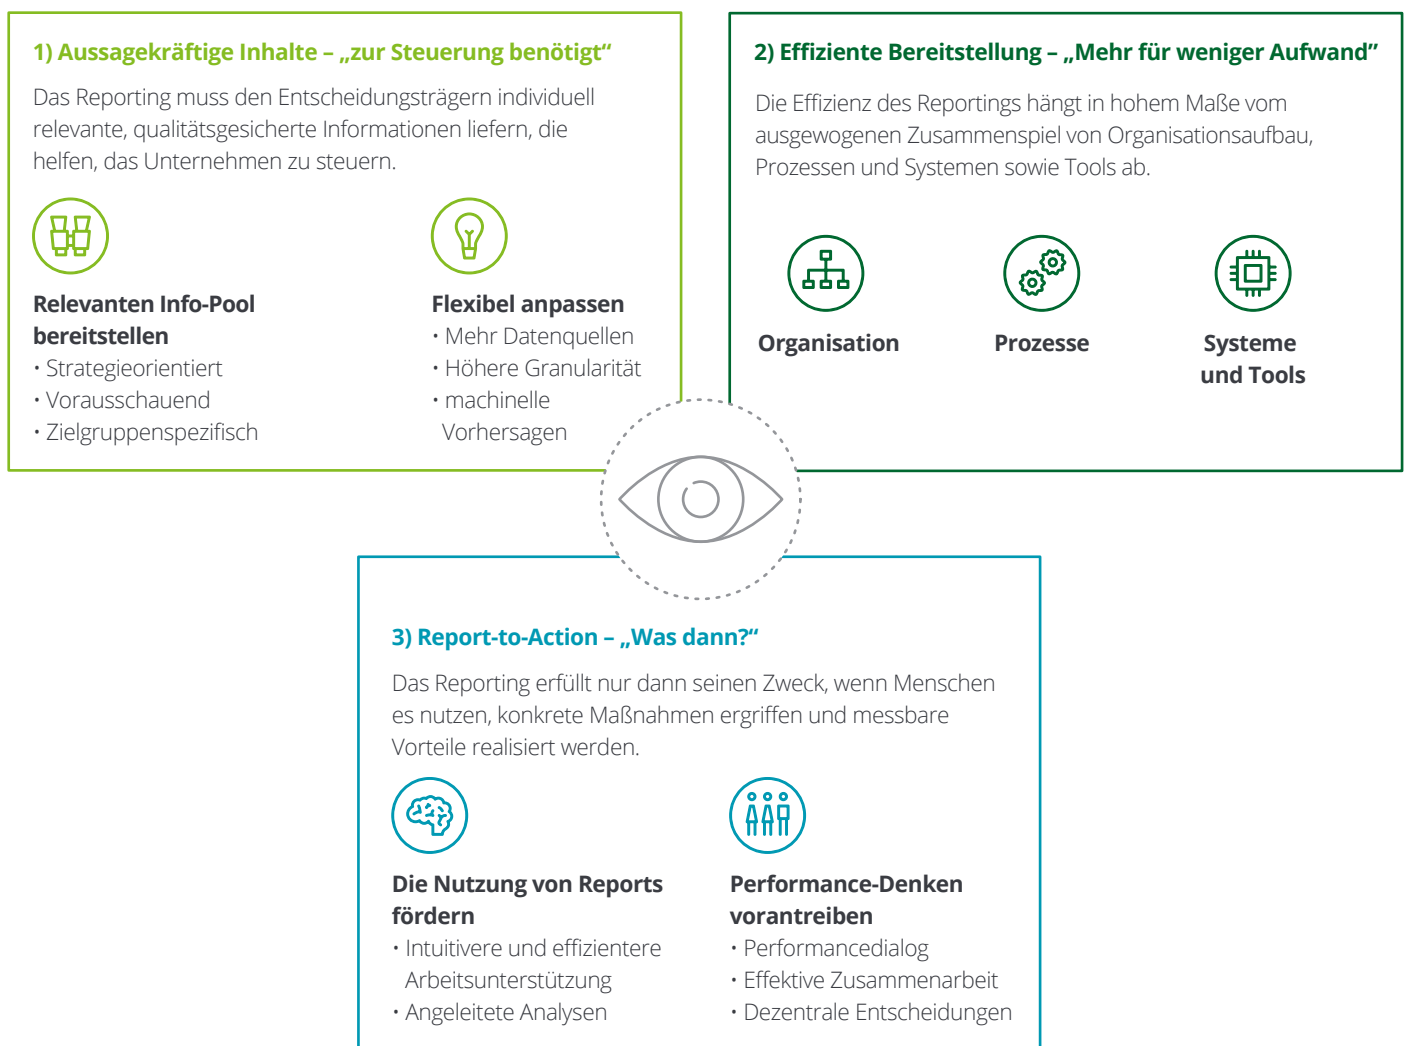 1) Aussagekräftige Inhalte – „zur Steuerung benötigt“
Das Reporting muss den Entscheidungsträgern individuell
relevante, qualitätsgesicherte Informationen liefern, die
helfen, das Unternehmen zu steuern.
Relevanten Info-Pool
bereitstellen
• Strategieorientiert
• Vorausschauend
• Zielgruppenspezifisch
Flexibel anpassen
• Mehr Datenquellen
• Höhere Granularität
• machinelle
Vorhersagen
2) Effiziente Bereitstellung – „Mehr für weniger Aufwand”
Die Effizienz des Reportings hängt in hohem Maße vom
ausgewogenen Zusammenspiel von Organisationsaufbau,
Prozessen und Systemen sowie Tools ab.
Organisation
Prozesse
Systeme
und Tools
3) Report-to-Action – „Was dann?“
Das Reporting erfüllt nur dann seinen Zweck, wenn Menschen
es nutzen, konkrete Maßnahmen ergriffen und messbare
Vorteile realisiert werden.
Die Nutzung von Reports
fördern
• Intuitivere und effizientere
Arbeitsunterstützung
• Angeleitete Analysen
Performance-Denken
vorantreiben
• Performancedialog
• Effektive Zusammenarbeit
• Dezentrale Entscheidungen